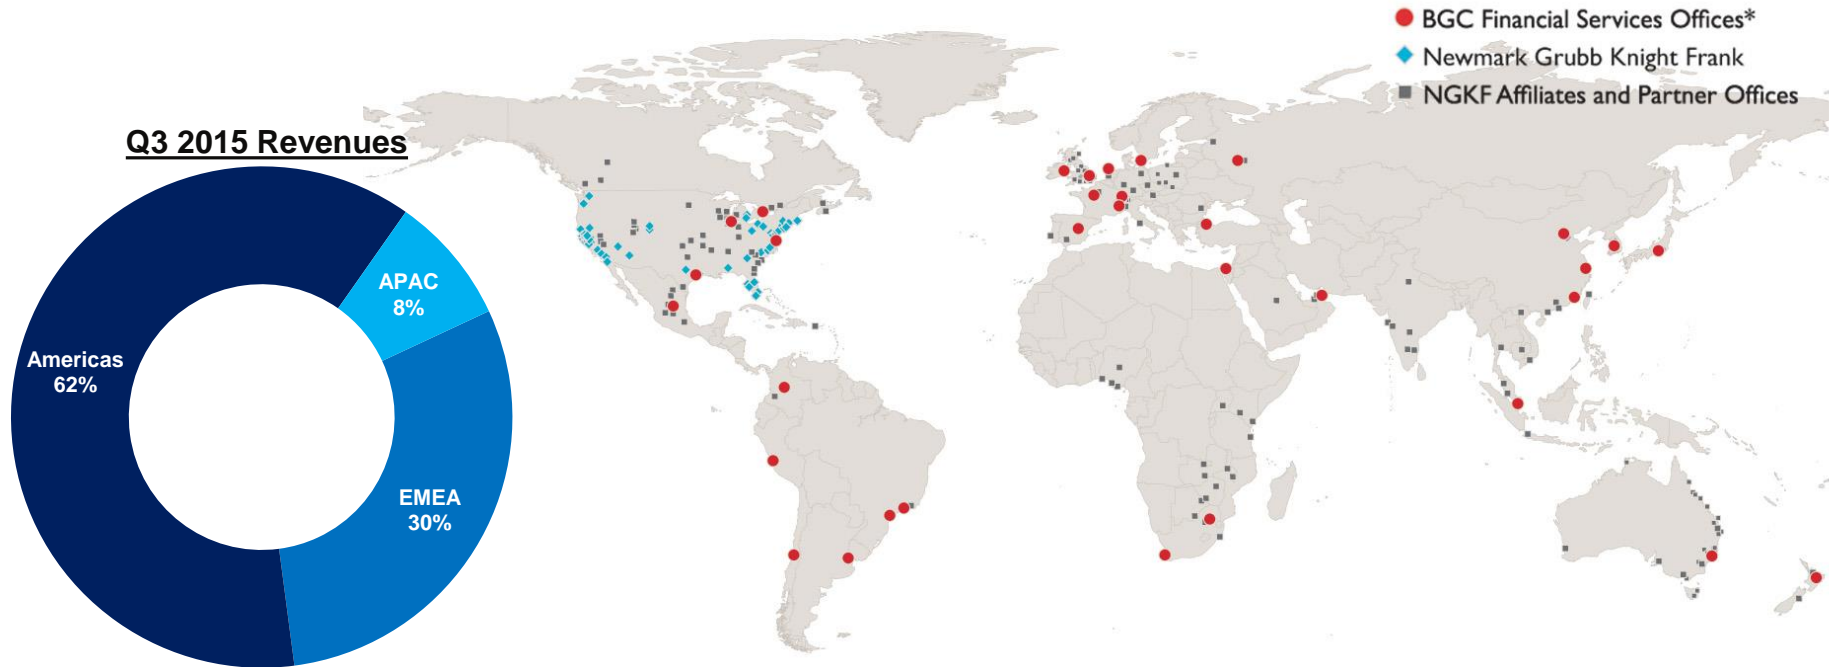 BGC Financial Services Offices*
Newmark Grubb Knight Frank
NGKF Affiliates and Partner Offices
Q3 2015 Revenues
APAC
8%
Americas
62%
EMEA
30%